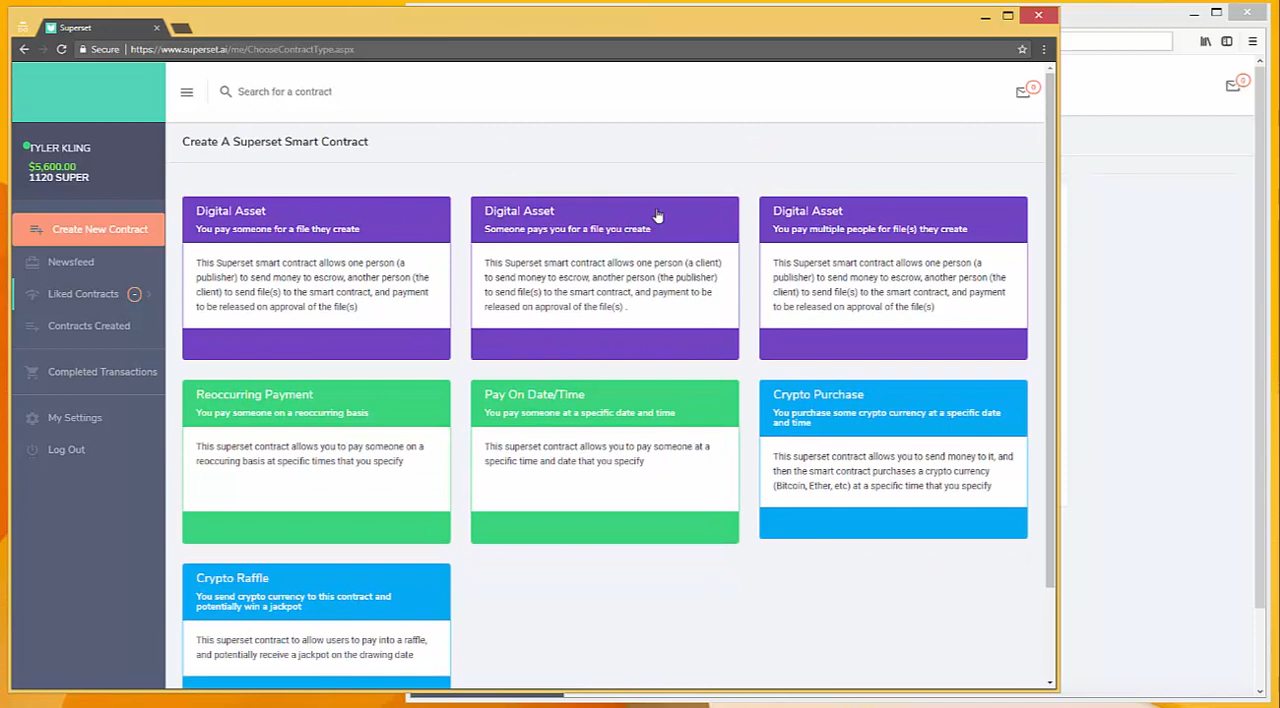 Superset
Secure
https://www.superset.ai/me/ChooseContractType.aspx
Search for a contract
0
0
TYLER KLING
$5,600.00
1120 SUPER
Create New Contract
Newsfeed
Liked Contracts -
Contracts Created
Completed Transactions
My Settings
Log Out
Create A Superset Smart Contract
Digital Asset
You pay someone for a file they create
This Superset smart contract allows one person (a
publisher) to send money to escrow, another person (the
client) to send file(s) to the smart contract, and payment
to be released on approval of the file(s)
Digital Asset
Someone pays you for a file you create
This Superset smart contract allows one person (a client)
to send money to escrow, another person (the publisher)
to send file(s) to the smart contract, and payment to be
released on approval of the file(s) .
Digital Asset
You pay multiple people for file(s) they create
This Superset smart contract allows one person (a
publisher) to send money to escrow, another person (the
client) to send file(s) to the smart contract, and payment
to be released on approval of the file(s)
Reoccurring Payment
You pay someone on a reoccurring basis
This superset contract allows you to pay someone on a
reoccuring basis at specific times that you specify
Pay On Date/Time
You pay someone at a specific date and time
This superset contract allows you to pay someone at a
specific time and date that you specify
Crypto Purchase
You purchase some crypto currency at a specific date
and time
This superset contract allows you to send money to it, and
then the smart contract purchases a crypto currency
(Bitcoin, Ether, etc) at a specific time that you specify
Crypto Raffle
You send crypto currency to this contract and
potentially win a jackpot
This superset contract to allow users to pay into a raffle,
and potentially receive a jackpot on the drawing date